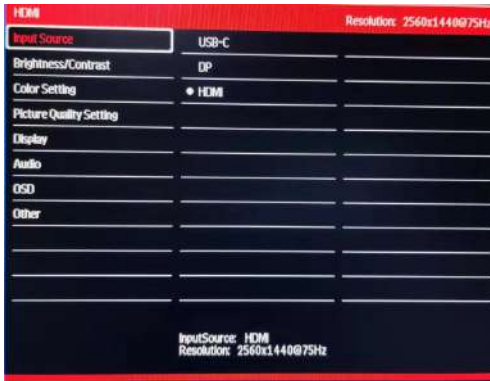 HDMI
Resolution: 2560x1440@75Hz
Input Source
USB-C
Brightness/Contrast
DP
Color Setting
HDMI
Picture Quality Setting
Display
Audio
OSD
Other
InputSource: HDMI
Resolution: 2560x1440@75Hz